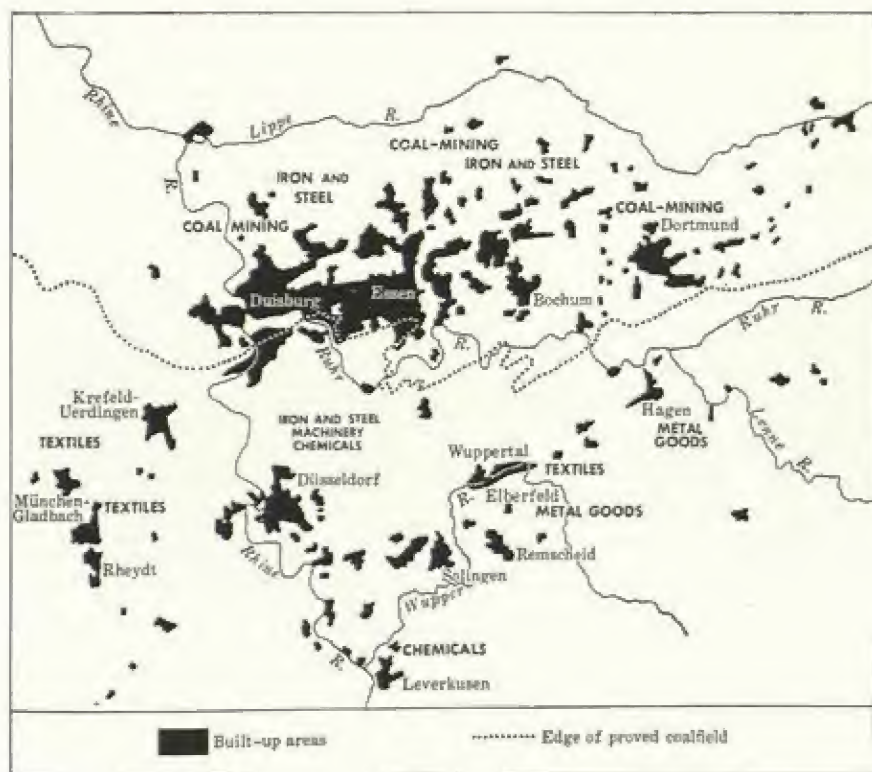 Rhine
R.
Lippe
R.
COAL-MINING
IRON AND STEEL
IRON AND
STEEL
COAL MINING
COAL-MINING
Dortmund
Duisburg
Essen
Bochum
Ruhr
R.
Ruhr
R.
Krefeld-
Uerdingen
TEXTILES
IRON AND STEEL
MACHINERY
CHEMICALS
Hagen
METAL
GOODS
Lenne
R.
Wuppertal
TEXTILES
München-
Gladbach
TEXTILES
Düsseldorf
R.
Elberfeld
METAL GOODS
Rheydt
Rhine
Remscheid
Solingen
Wupper
R.
CHEMICALS
Leverkusen
Built-up areas
Edge of proved coalfield